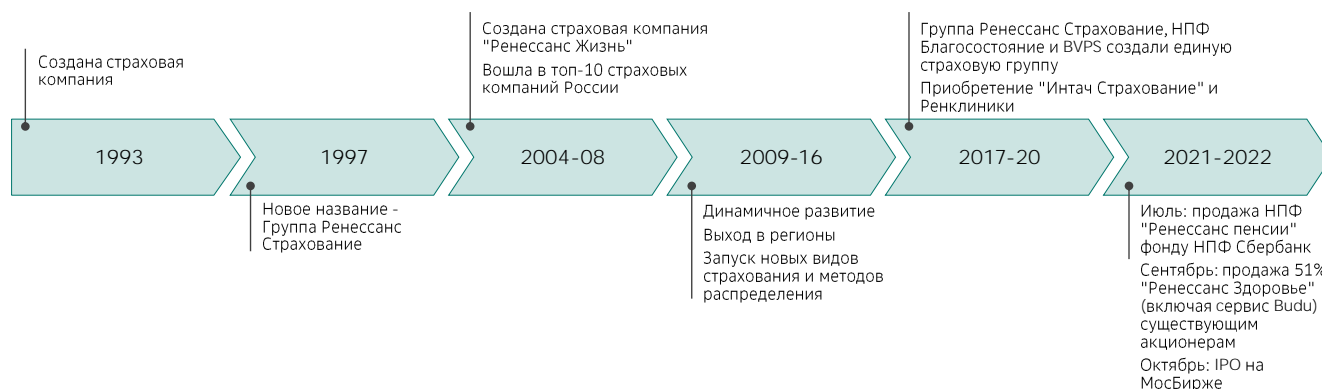 Создана страховая
компания
Создана страховая компания
"Ренессанс Жизнь"
Вошла в топ-10 страховых
компаний России
Группа Ренессанс Страхование, НПФ
Благосостояние и BVPS создали единую
страховую группу
Приобретение "Интач Страхование" и
Ренклиники
1993
1997
2004-08
2009-16
2017-20
2021-2022
Новое название -
Группа Ренессанс
Страхование
Динамичное развитие
Выход в регионы
Запуск новых видов
страхования и методов
распределения
Июль: продажа НПФ
"Ренессанс пенсии"
фонду НПФ Сбербанк
Сентябрь: продажа 51%
"Ренессанс Здоровье"
(включая сервис Budu)
существующим
акционерам
Октябрь: IPO на
МосБирже